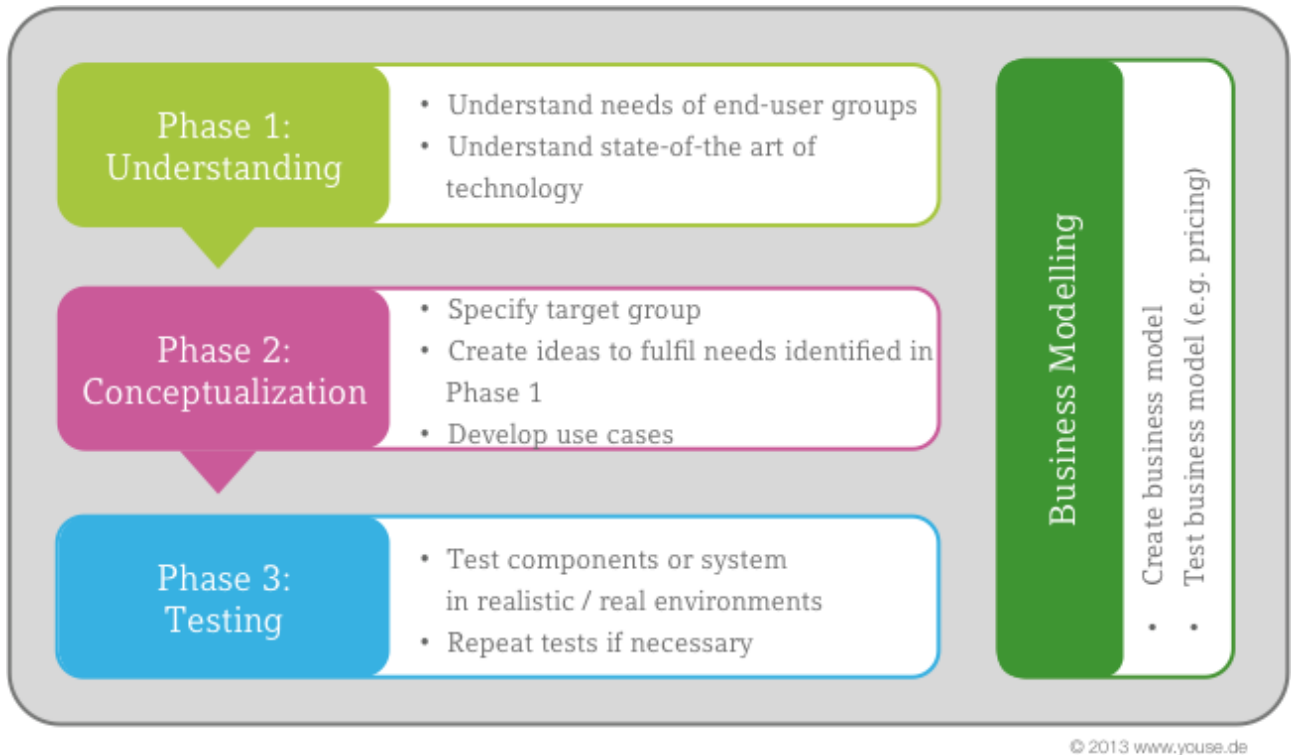 Phase 1:
Understanding
• Understand needs of end-user groups
• Understand state-of-the art of
technology
Phase 2:
Conceptualization
• Specify target group
• Create ideas to fulfil needs identified in
Phase 1
• Develop use cases
Phase 3:
Testing
• Test components or system
in realistic / real environments
• Repeat tests if necessary
Business Modelling
• Create business model
• Test business model (e.g. pricing)
© 2013 www.youse.de